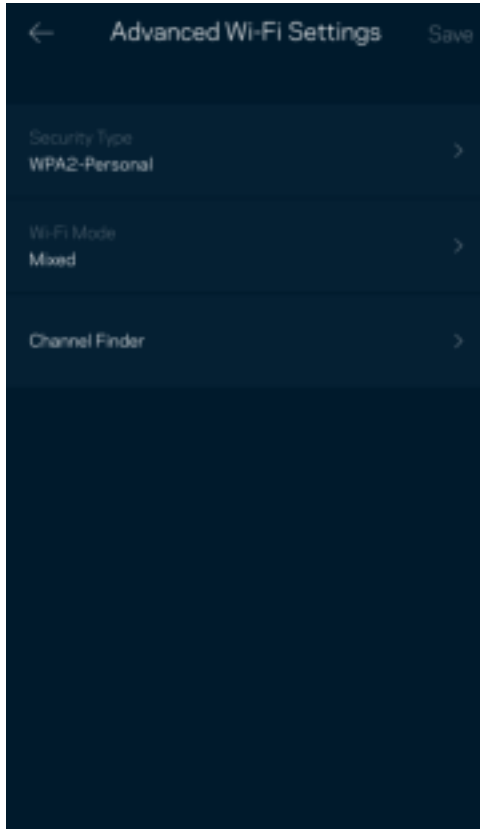 Advanced Wi-Fi Settings Save
Security Type
WPA2-Personal
Wi-Fi Mode
Mixed
Channel Finder